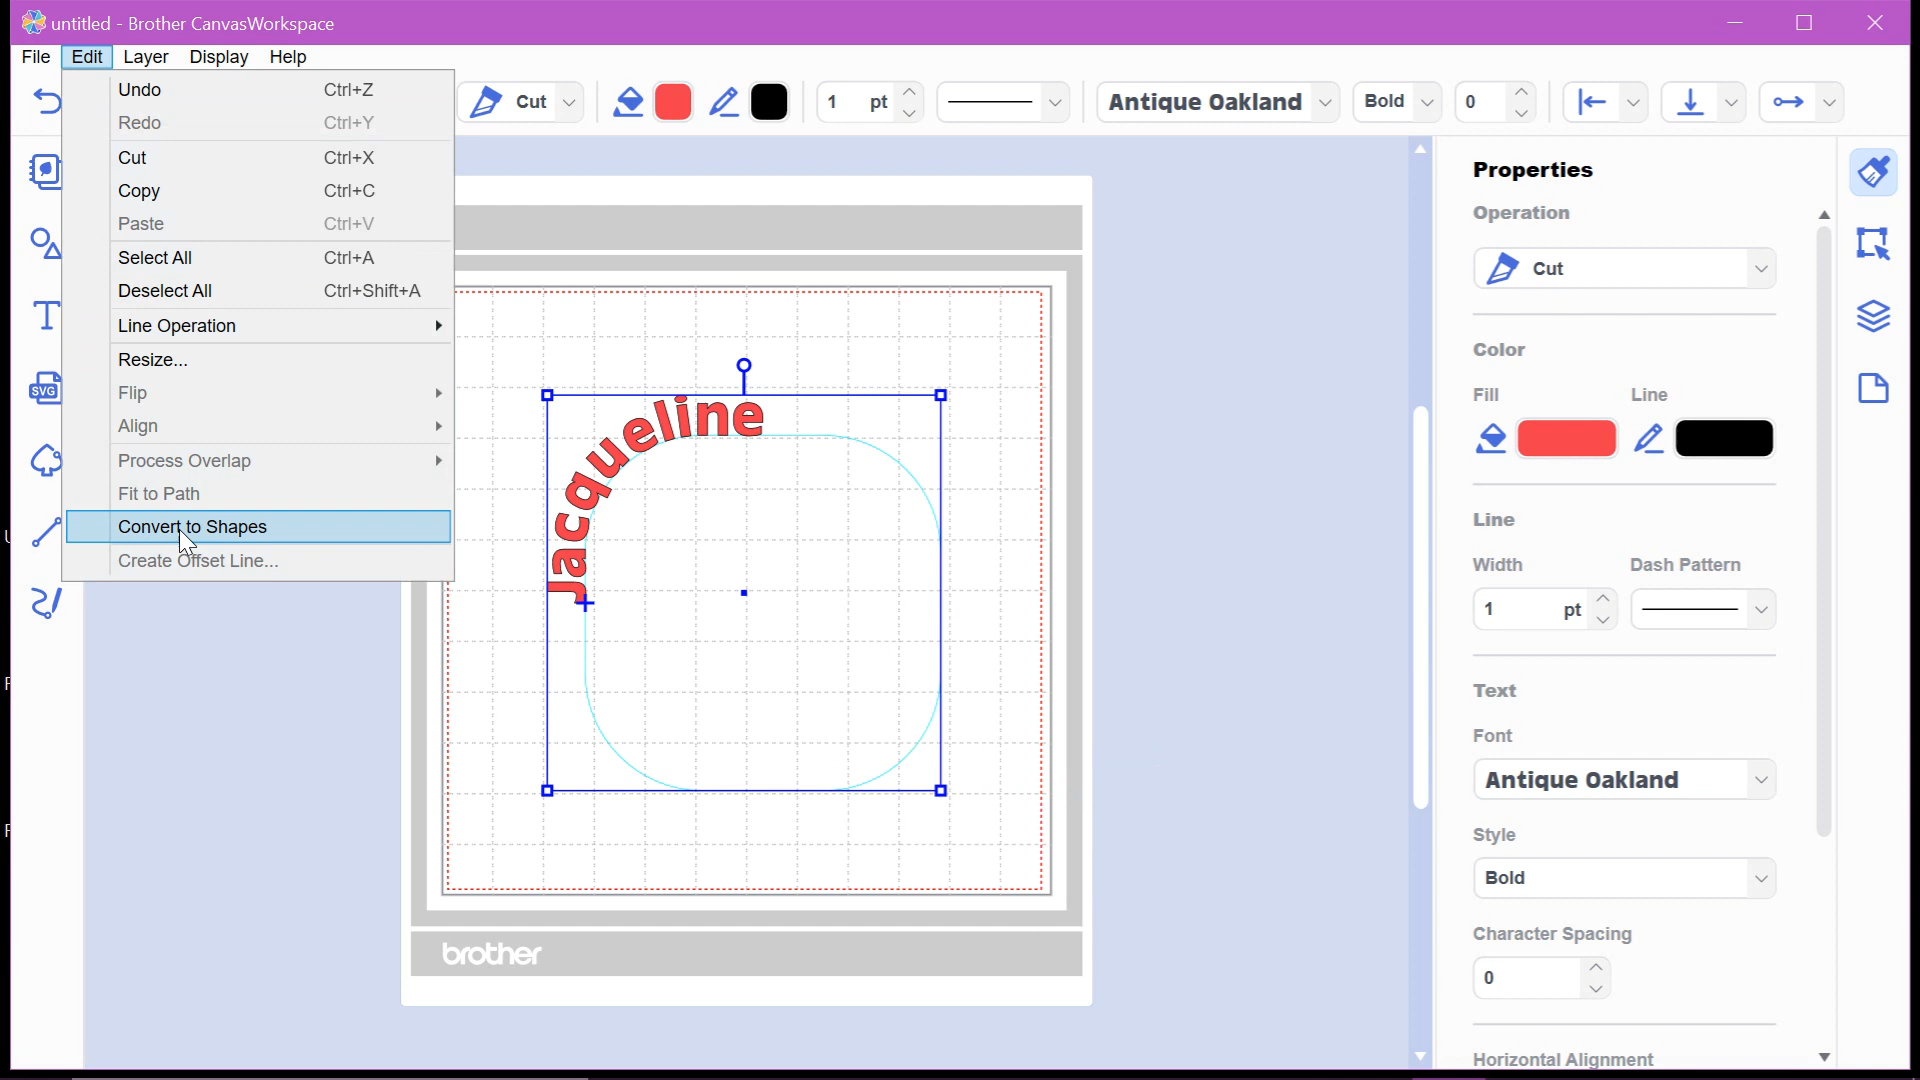 untitled - Brother CanvasWorkspace
File Edit Layer Display Help
Undo Ctrl+Z
Redo Ctrl+Y
Cut Ctrl+X
Copy Ctrl+C
Paste Ctrl+V
Select All Ctrl+A
Deselect All Ctrl+Shift+A
Line Operation
Resize...
Flip
Align
Process Overlap
Fit to Path
Convert to Shapes
Create Offset Line...
Cut
1 pt
Antique Oakland
Bold
0
SVG
Jacqueline
brother
Properties
Operation
Cut
Color
Fill Line
Line
Width Dash Pattern
1 pt
Text
Font
Antique Oakland
Style
Bold
Character Spacing
0
Horizontal Alignment